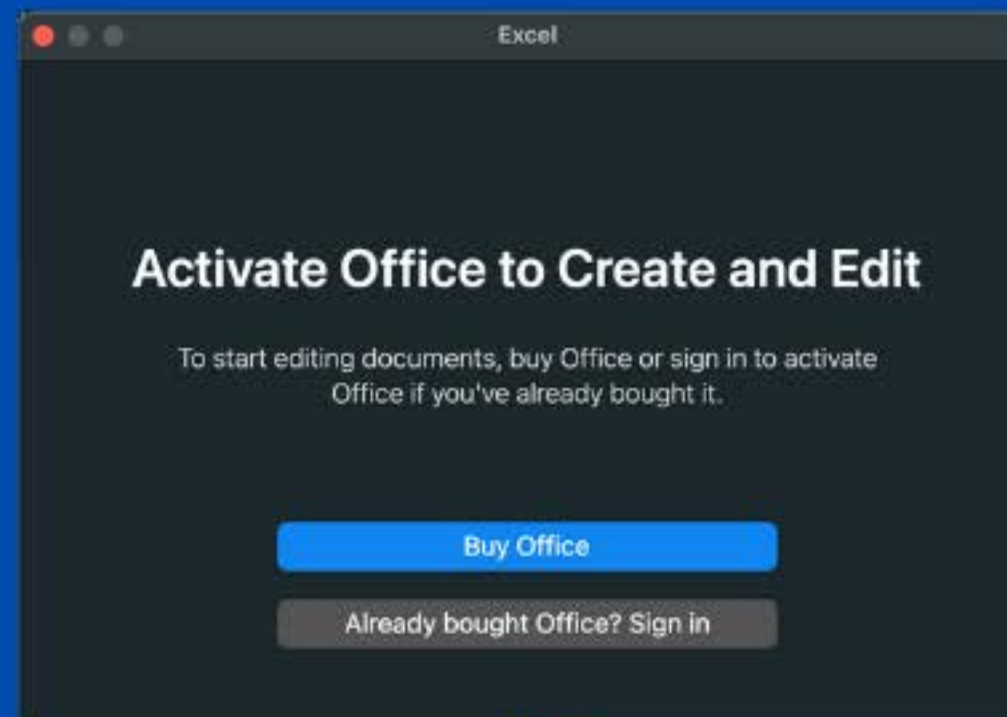 Excel
Activate Office to Create and Edit
To start editing documents, buy Office or sign in to activate
Office if you've already bought it.
Buy Office
Already bought Office? Sign in